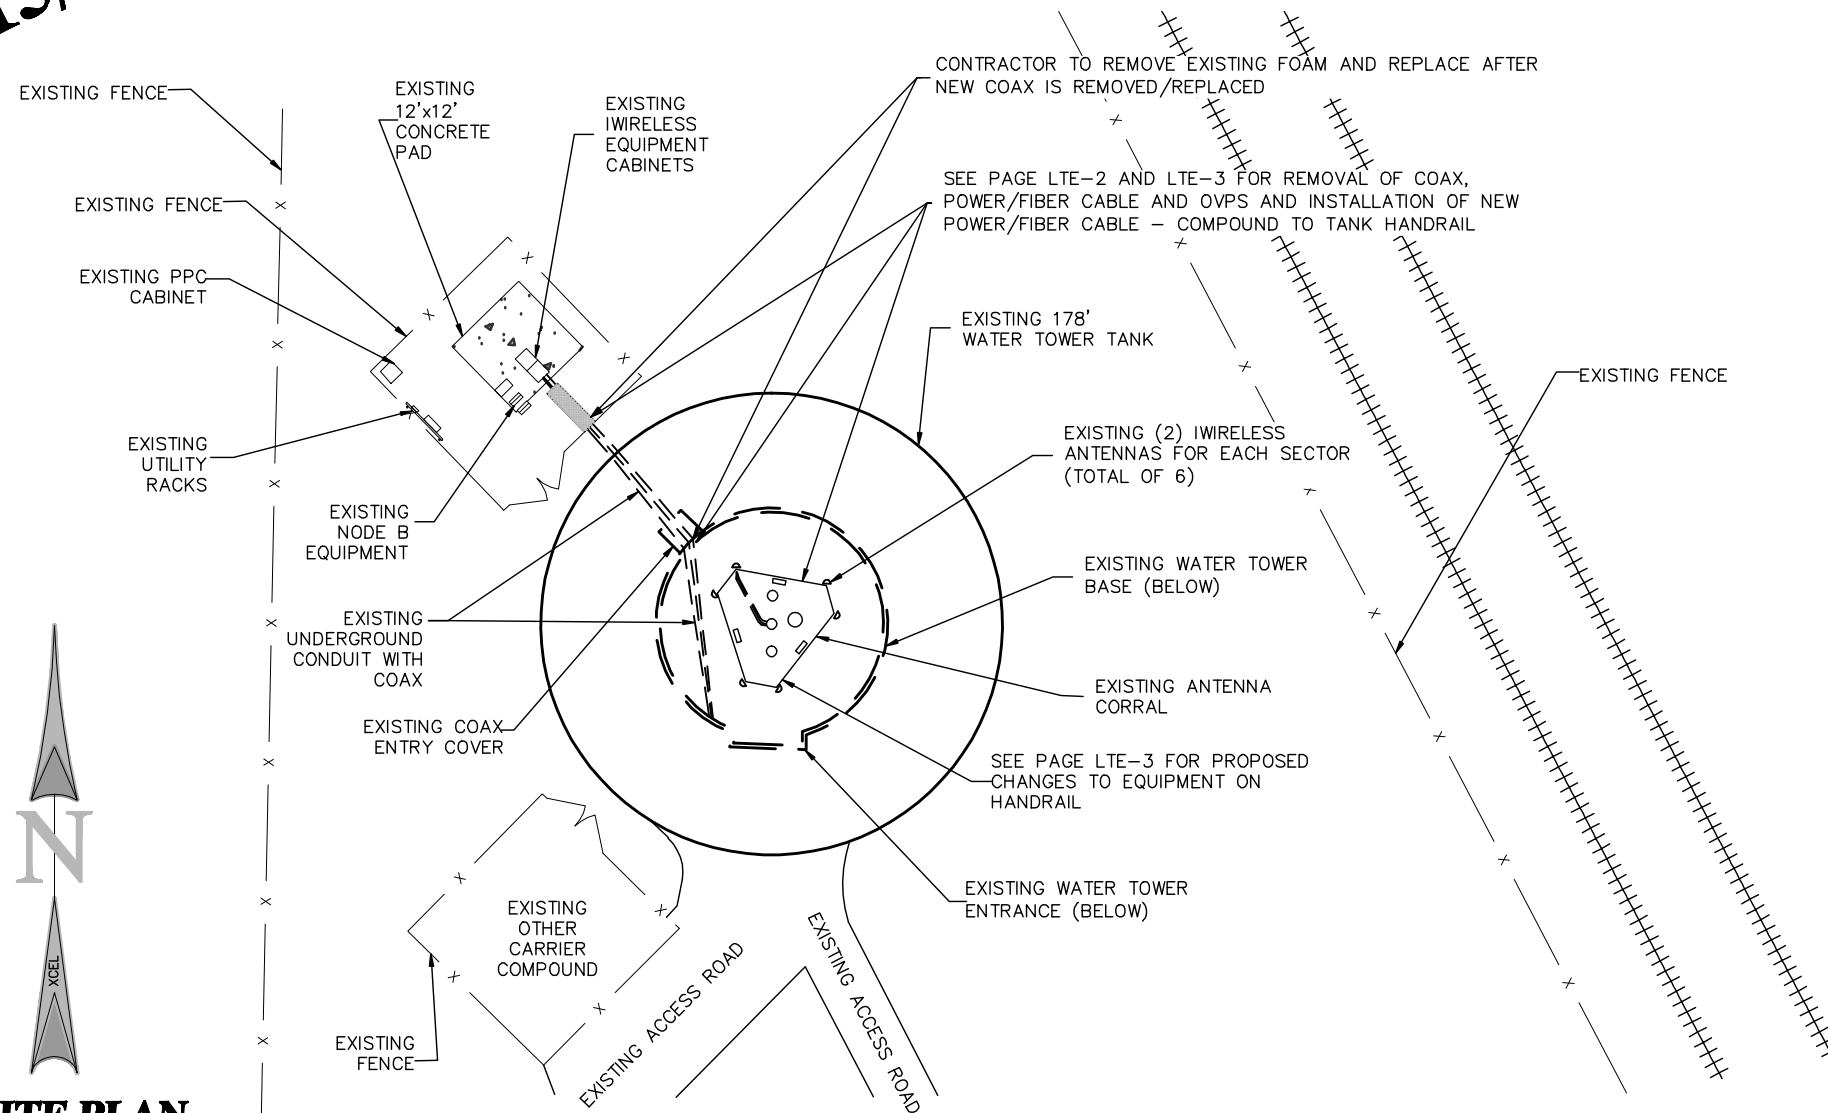 EXISTING FENCE
EXISTING
12'x12'
CONCRETE
PAD
EXISTING
IWIRELESS
EQUIPMENT
CABINETS
CONTRACTOR TO REMOVE EXISTING FOAM AND REPLACE AFTER
NEW COAX IS REMOVED/REPLACED
EXISTING FENCE
SEE PAGE LTE-2 AND LTE-3 FOR REMOVAL OF COAX,
POWER/FIBER CABLE AND OVPS AND INSTALLATION OF NEW
POWER/FIBER CABLE - COMPOUND TO TANK HANDRAIL
EXISTING PPC
CABINET
EXISTING 178'
WATER TOWER TANK
EXISTING FENCE
EXISTING
UTILITY
RACKS
EXISTING (2) IWIRELESS
ANTENNAS FOR EACH SECTOR
(TOTAL OF 6)
EXISTING
NODE B
EQUIPMENT
EXISTING WATER TOWER
BASE (BELOW)
EXISTING
UNDERGROUND
CONDUIT WITH
COAX
EXISTING ANTENNA
CORRAL
EXISTING COAX
ENTRY COVER
SEE PAGE LTE-3 FOR PROPOSED
CHANGES TO EQUIPMENT ON
HANDRAIL
N
XCEL
EXISTING WATER TOWER
ENTRANCE (BELOW)
EXISTING
OTHER
CARRIER
COMPOUND
EXISTING ACCESS ROAD
EXISTING ACCESS ROAD
EXISTING
FENCE
ITE PLAN